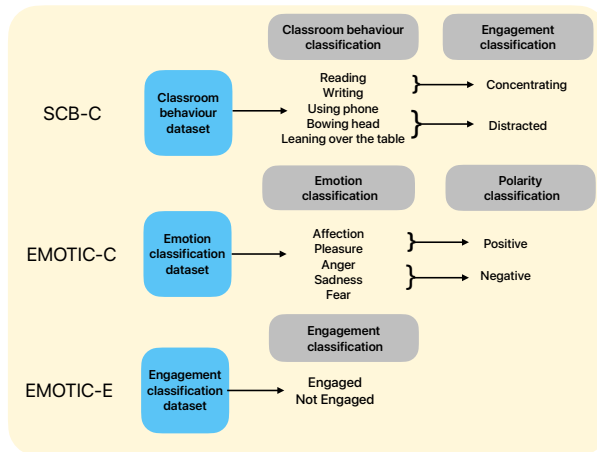 Classroom behaviour
classification
Engagement
classification
SCB-C
Classroom
behaviour
dataset
Reading
Writing
Using phone
Bowing head
Leaning over the table
Concentrating
Distracted
Emotion
classification
Polarity
classification
EMOTIC-C
Emotion
classification
dataset
Affection
Pleasure
Anger
Sadness
Fear
Positive
Negative
Engagement
classification
EMOTIC-E
Engagement
classification
dataset
Engaged
Not Engaged